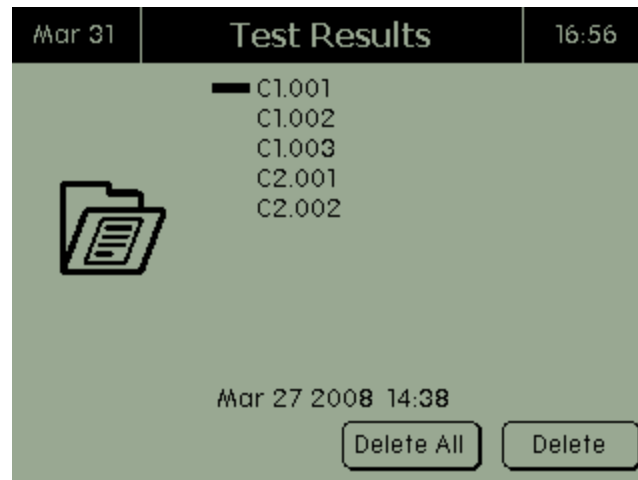 Mar 31 Test Results 16:56
C1.001
C1.002
C1.003
C2.001
C2.002
Mar 27 2008 14:38
Delete All Delete